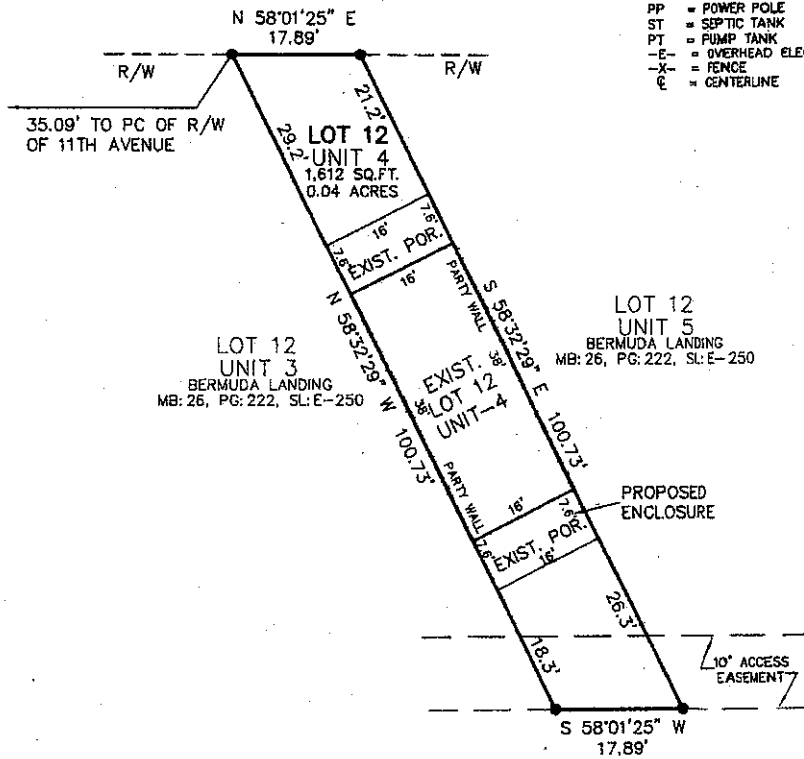 N 58°01'25" E
17.89'
PP = POWER POLE
ST = SEPTIC TANK
PT = PUMP TANK
-E- = OVERHEAD ELEC
-X- = FENCE
℄ = CENTERLINE
R/W
R/W
35.09' TO PC OF R/W
OF 11TH AVENUE
29.2'
21.2'
LOT 12
UNIT 4
1,612 SQ.FT.
0.04 ACRES
16'
7.6'
7.6'
EXIST. POR.
16'
PARTY WALL
S 58°32'29" E 100.73'
N 58°32'29" W 100.73'
LOT 12
UNIT 3
BERMUDA LANDING
MB: 26, PG: 222, SL: E-250
LOT 12
UNIT 5
BERMUDA LANDING
MB: 26, PG: 222, SL: E-250
38'
EXIST.
LOT 12
UNIT-4
38'
PARTY WALL
16'
7.6'
7.6'
EXIST. POR.
16'
PROPOSED
ENCLOSURE
26.3'
18.3'
10' ACCESS
EASEMENT
S 58°01'25" W
17.89'